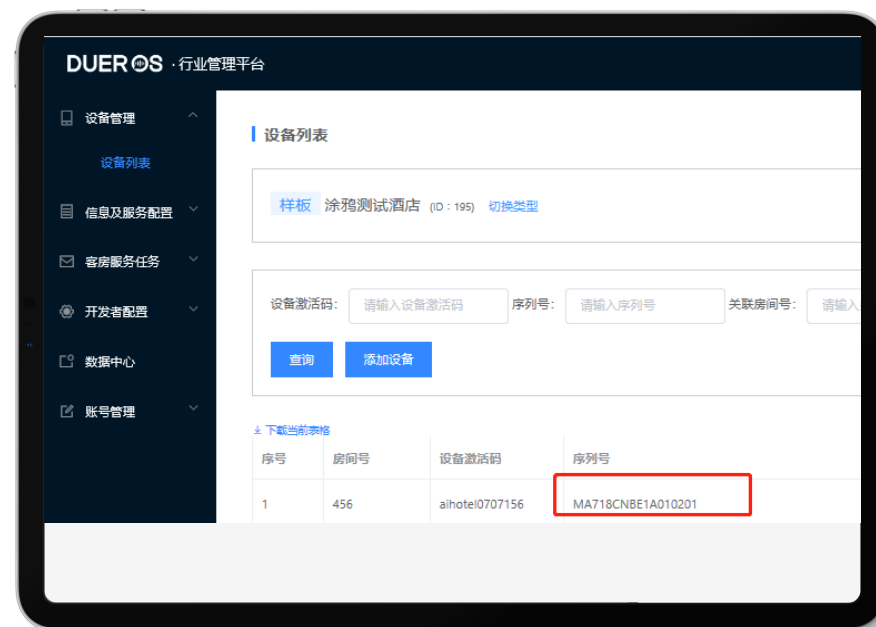 DUEROS ·行业管理平台
设备管理
设备列表
信息及服务配置
客房服务任务
开发者配置
数据中心
账号管理
设备列表
样板 涂鸦测试酒店 (ID：195) 切换类型
设备激活码: 请输入设备激活码 序列号: 请输入序列号 关联房间号: 请输入
查询 添加设备
下载当前表格
序号 房间号 设备激活码 序列号
1 456 aihotel0707156 MA718CNBE1A010201